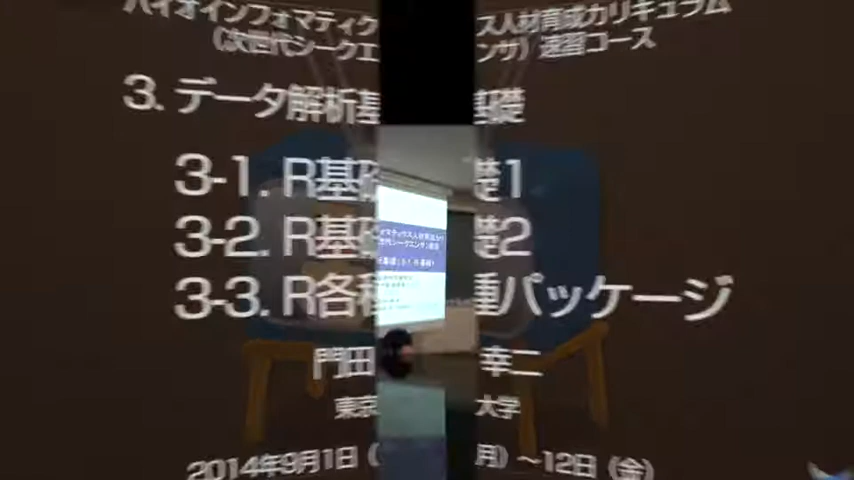 バイオインフォマティクス人材育成カリキュラム
（次世代シークエンサ）速習コース
3. データ解析基礎
3-1. R基礎1
3-2. R基礎2
3-3. R各種パッケージ
門田 幸二
東京大学
2014年9月1日（月）～12日（金）